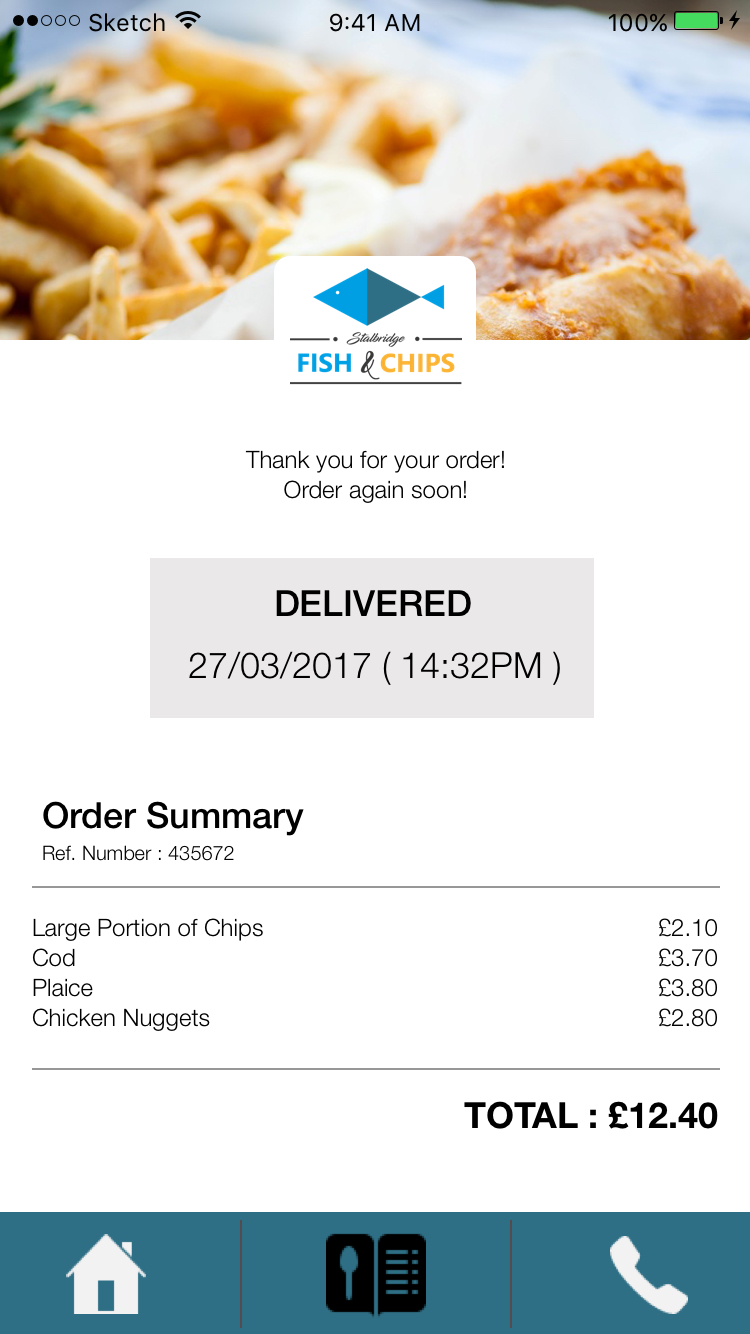 Sketch 9:41 AM 100%
Stalbridge
FISH & CHIPS
Thank you for your order!
Order again soon!
DELIVERED
27/03/2017 ( 14:32PM )
Order Summary
Ref. Number : 435672
Large Portion of Chips £2.10
Cod £3.70
Plaice £3.80
Chicken Nuggets £2.80
TOTAL : £12.40